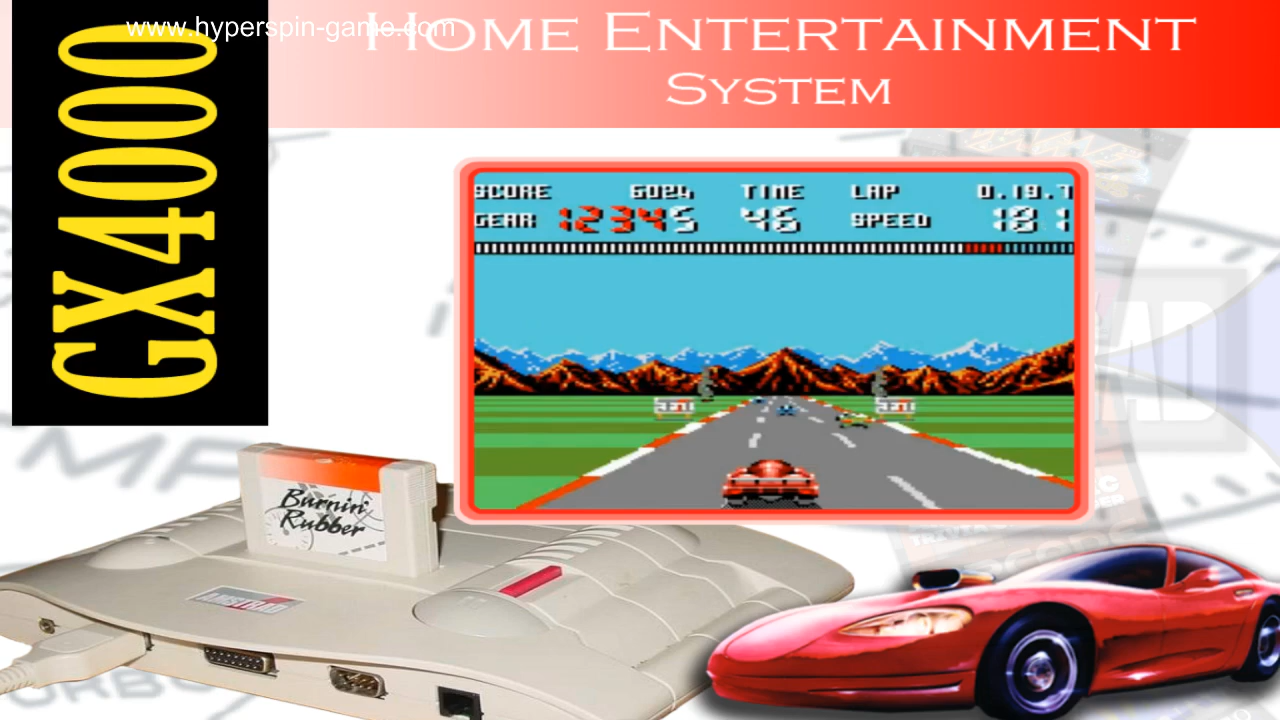 www.hyperspin-game.com
HOME ENTERTAINMENT
SYSTEM
GX4000
SCORE 6024 TIME LAP 0.19.7
GEAR 12345 46 SPEED 181
Burnin'
Rubber
AMSTRAD